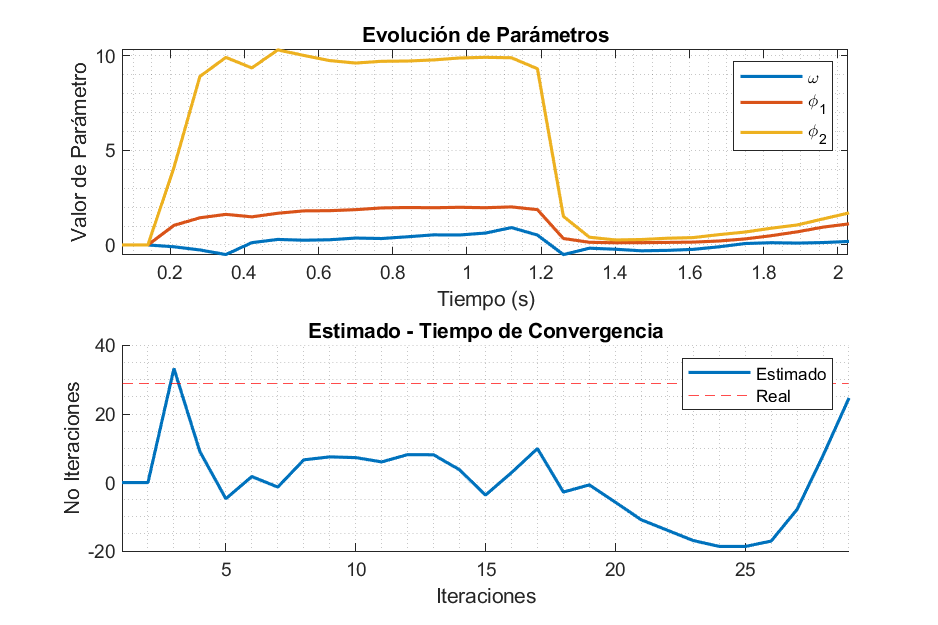 Evolución de Parámetros
Valor de Parámetro
10
5
0
ω
ϕ1
ϕ2
0.2 0.4 0.6 0.8 1 1.2 1.4 1.6 1.8 2
Tiempo (s)
Estimado - Tiempo de Convergencia
No Iteraciones
40
20
0
-20
Estimado
Real
5 10 15 20 25
Iteraciones